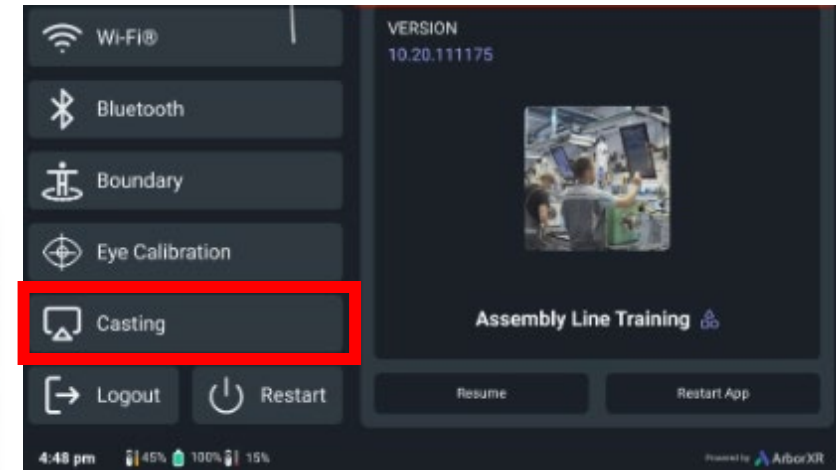 Wi-Fi®
Bluetooth
Boundary
Eye Calibration
Casting
Logout
Restart
4:48 pm 45% 100% 15%
VERSION
10.20.111175
Assembly Line Training
Resume
Restart App
Powered by ArborXR